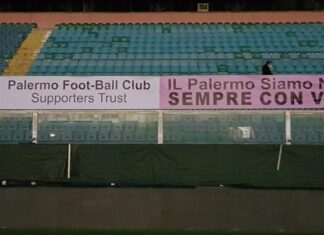 Palermo Foot-Ball Club
Supporters Trust
IL Palermo Siamo
SEMPRE CON